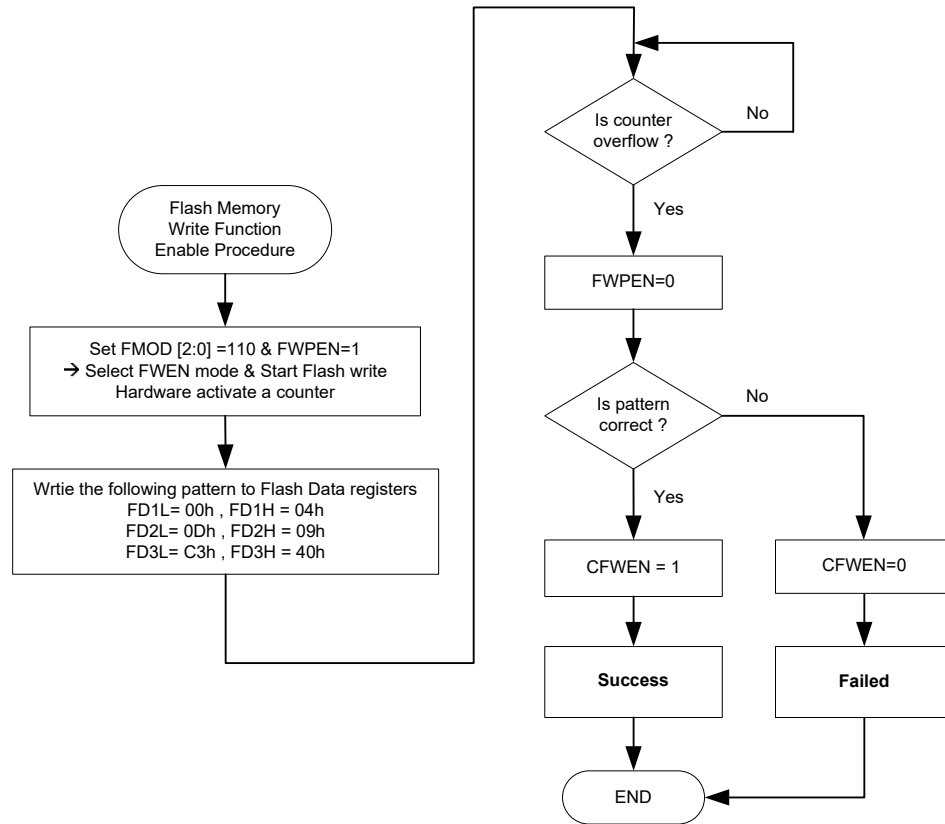 Flash Memory
Write Function
Enable Procedure
Set FMOD [2:0] =110 & FWPEN=1
→ Select FWEN mode & Start Flash write
Hardware activate a counter
Wrtie the following pattern to Flash Data registers
FD1L= 00h , FD1H = 04h
FD2L= 0Dh , FD2H = 09h
FD3L= C3h , FD3H = 40h
Is counter
overflow ?
No
Yes
FWPEN=0
Is pattern
correct ?
No
Yes
CFWEN = 1
CFWEN=0
Success
Failed
END